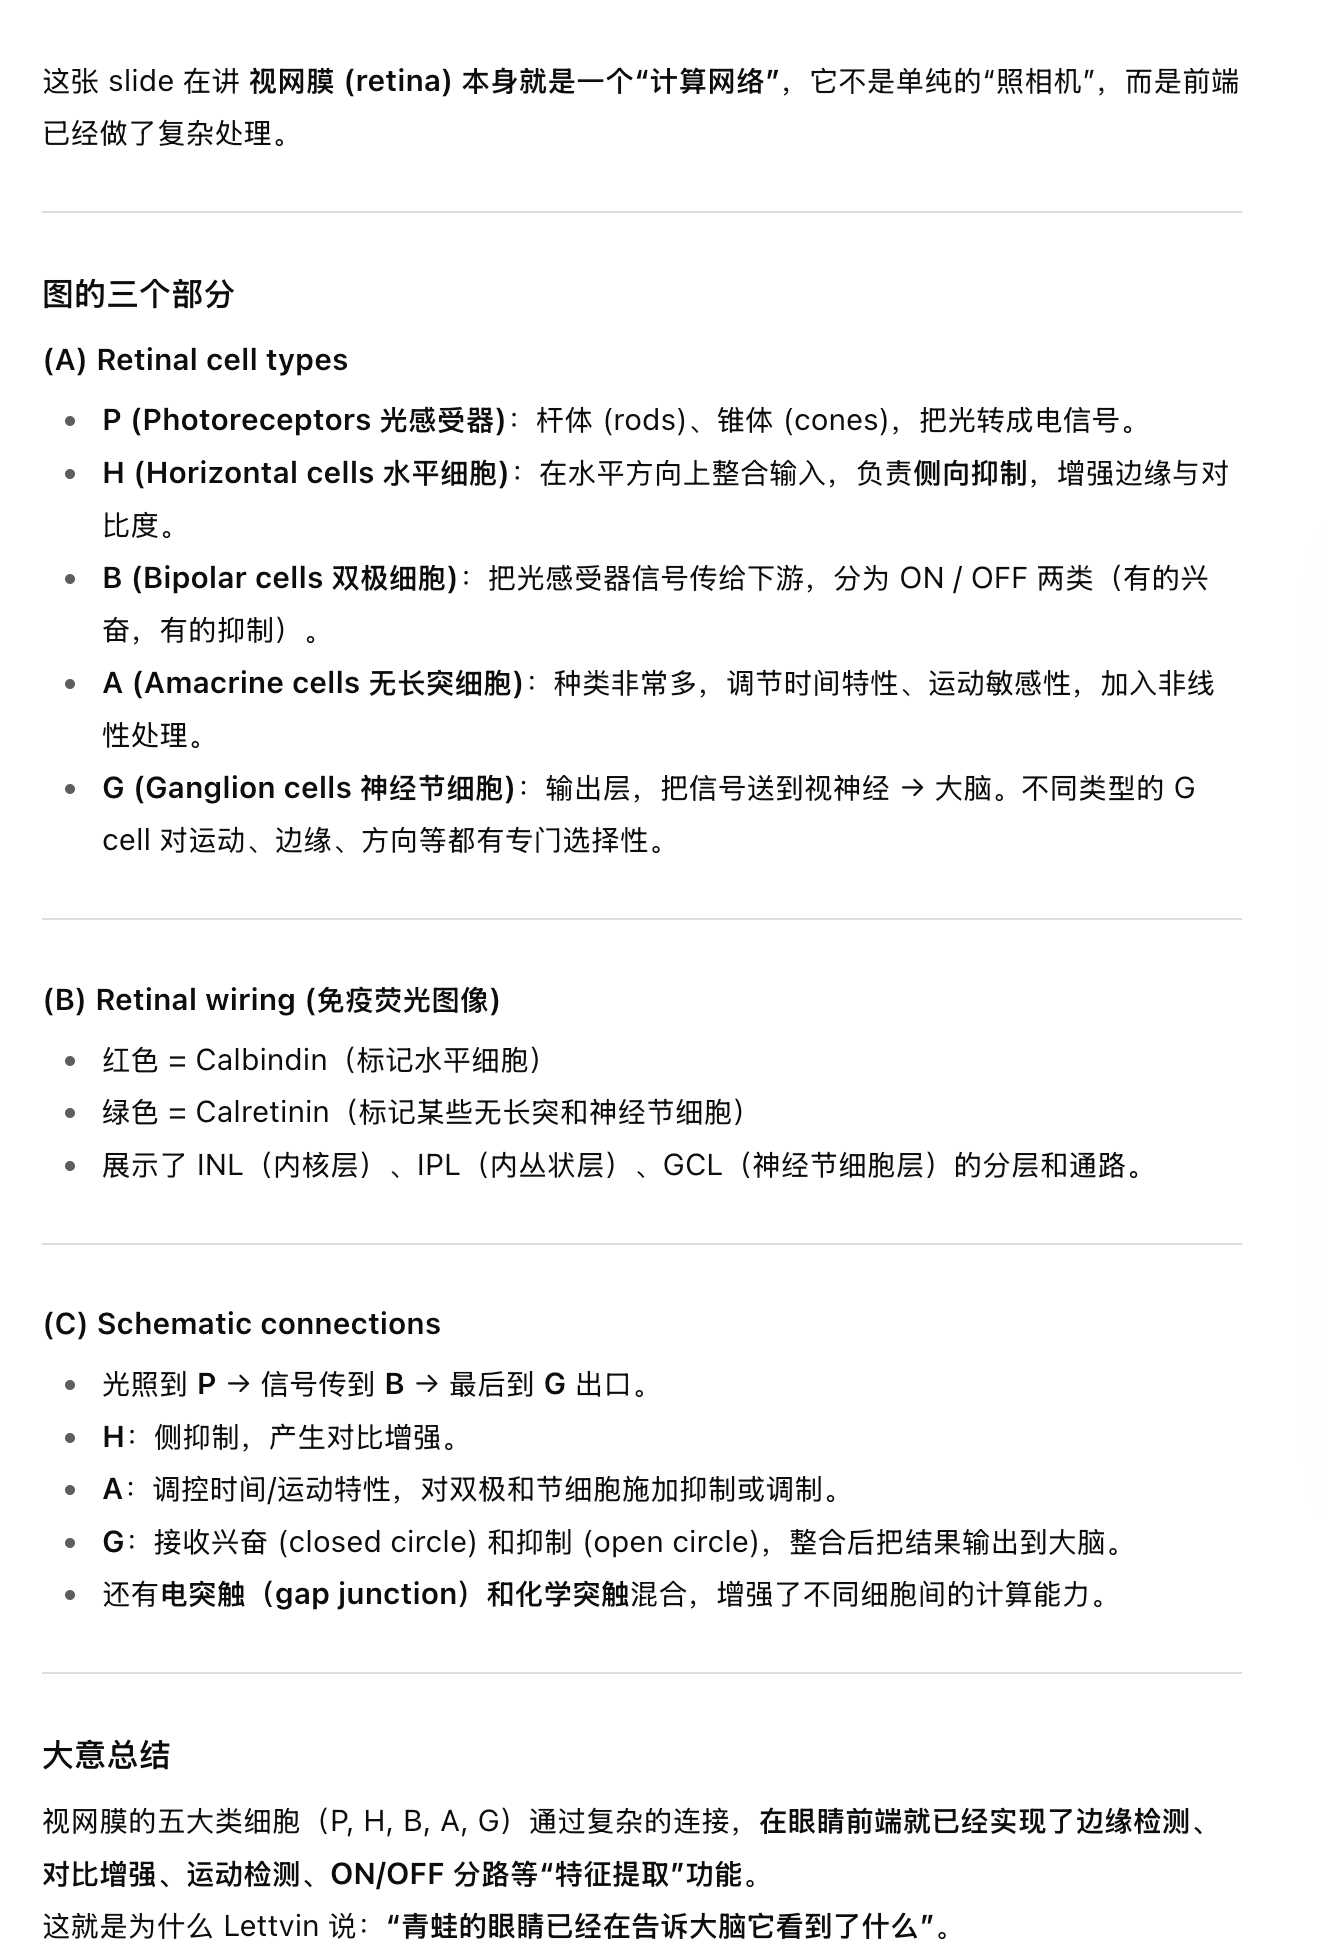 这张 slide 在讲 视网膜 (retina) 本身就是一个“计算网络”，它不是单纯的“照相机”，而是前端
已经做了复杂处理。
图的三个部分
(A) Retinal cell types
• P (Photoreceptors 光感受器)：杆体 (rods)、锥体 (cones)，把光转成电信号。
• H (Horizontal cells 水平细胞)：在水平方向上整合输入，负责侧向抑制，增强边缘与对
比度。
• B (Bipolar cells 双极细胞)：把光感受器信号传给下游，分为 ON / OFF 两类（有的兴
奋，有的抑制）。
• A (Amacrine cells 无长突细胞)：种类非常多，调节时间特性、运动敏感性，加入非线
性处理。
• G (Ganglion cells 神经节细胞)：输出层，把信号送到视神经 → 大脑。不同类型的 G
cell 对运动、边缘、方向等都有专门选择性。
(B) Retinal wiring (免疫荧光图像)
• 红色 = Calbindin（标记水平细胞）
• 绿色 = Calretinin（标记某些无长突和神经节细胞）
• 展示了 INL（内核层）、IPL（内丛状层）、GCL（神经节细胞层）的分层和通路。
(C) Schematic connections
• 光照到 P → 信号传到 B → 最后到 G 出口。
• H：侧抑制，产生对比增强。
• A：调控时间/运动特性，对双极和节细胞施加抑制或调制。
• G：接收兴奋 (closed circle) 和抑制 (open circle)，整合后把结果输出到大脑。
• 还有电突触（gap junction）和化学突触混合，增强了不同细胞间的计算能力。
大意总结
视网膜的五大类细胞（P, H, B, A, G）通过复杂的连接，在眼睛前端就已经实现了边缘检测、
对比增强、运动检测、ON/OFF 分路等“特征提取”功能。
这就是为什么 Lettvin 说：“青蛙的眼睛已经在告诉大脑它看到了什么”。